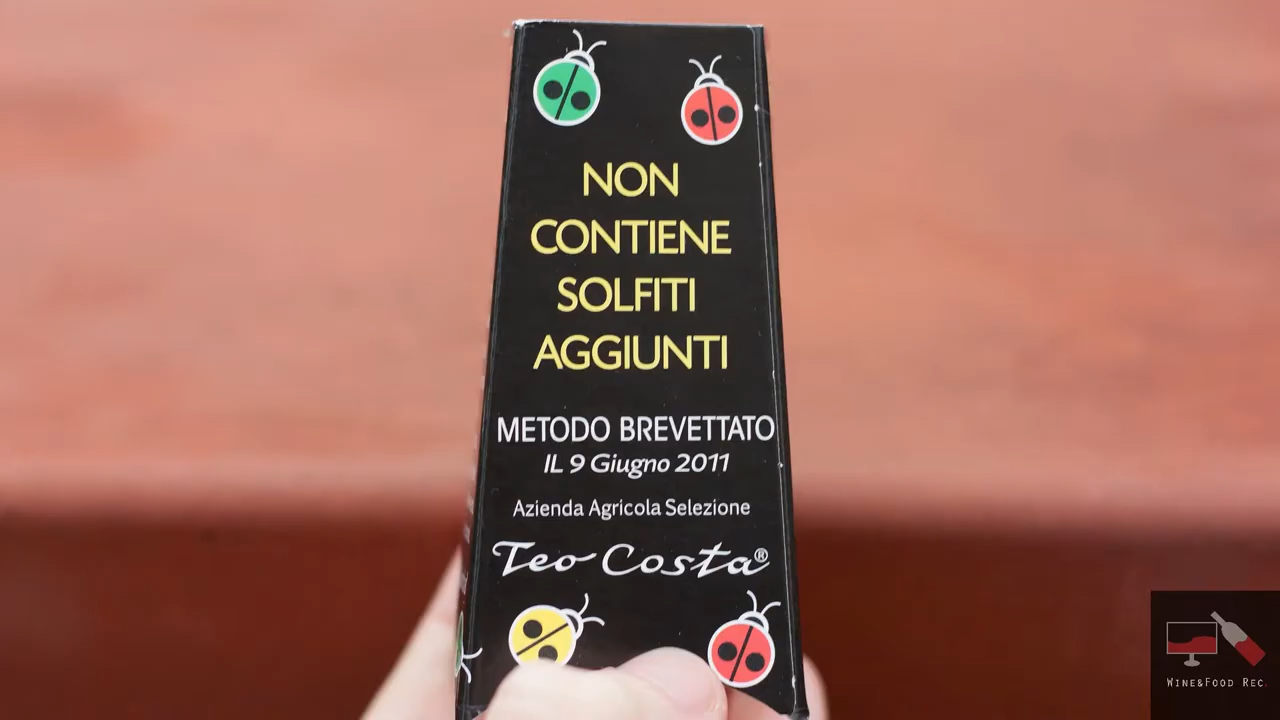 NON
CONTIENE
SOLFITI
AGGIUNTI
METODO BREVETTATO
IL 9 Giugno 2011
Azienda Agricola Selezione
Teo Costa®
WINE&FOOD REC.